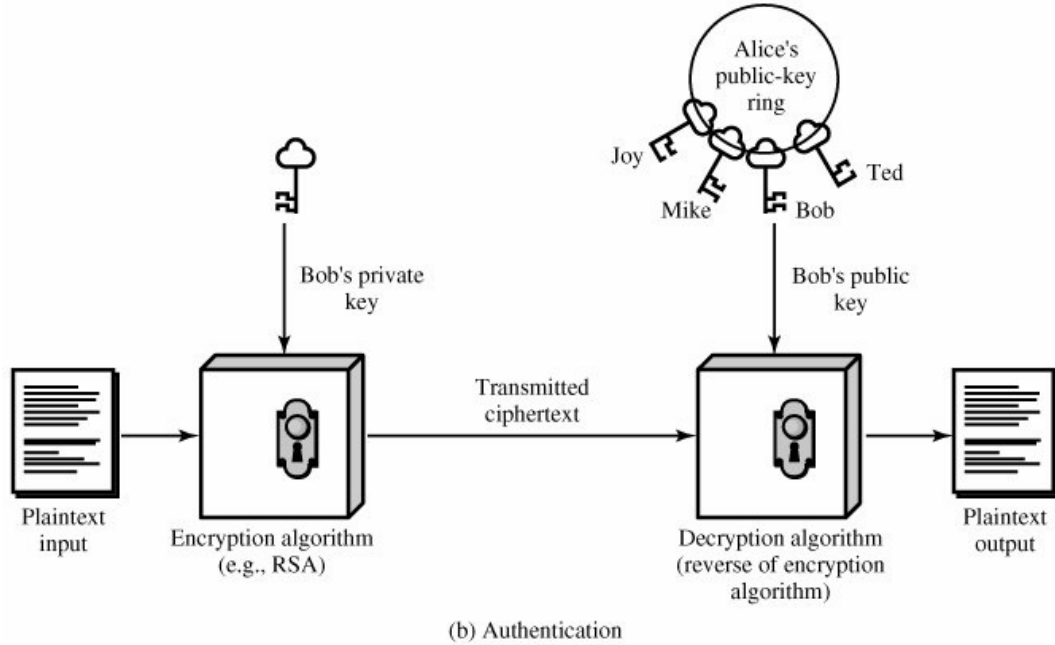 Alice's
public-key
ring
Joy
Ted
Mike
Bob
Bob's private
key
Bob's public
key
Transmitted
ciphertext
Plaintext
input
Encryption algorithm
(e.g., RSA)
Decryption algorithm
(reverse of encryption
algorithm)
Plaintext
output
(b) Authentication